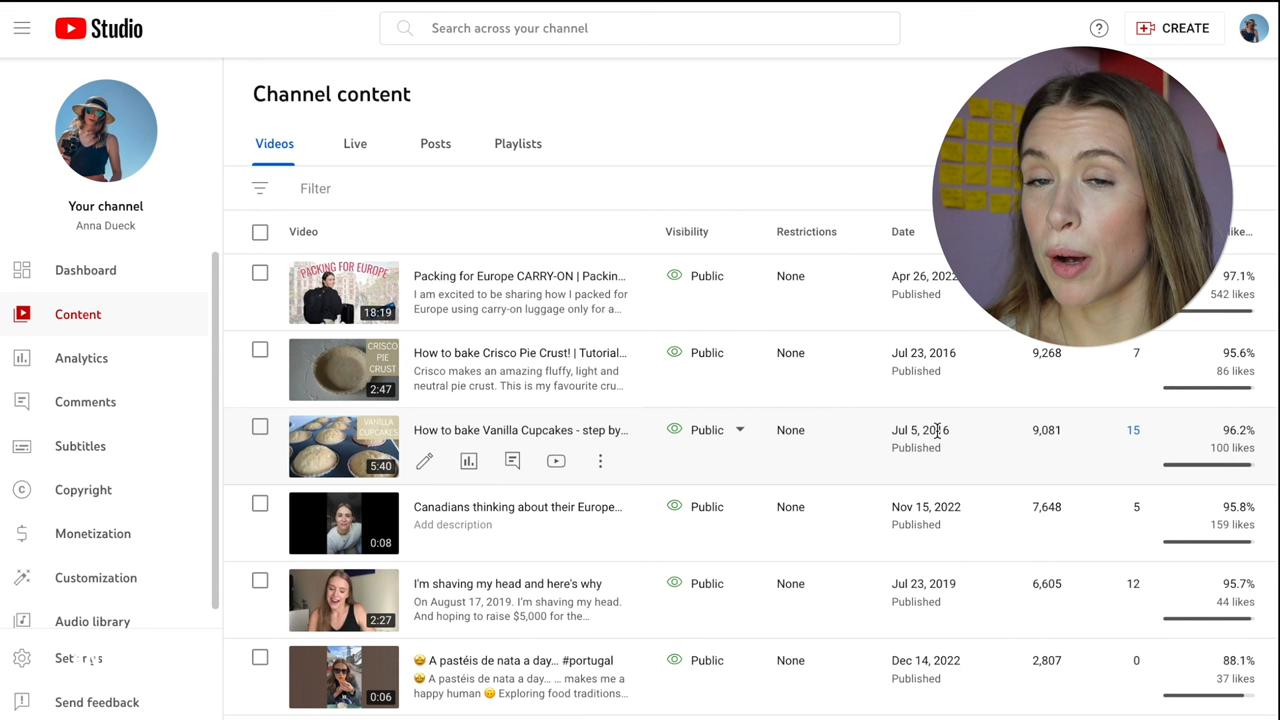 Studio
Search across your channel
CREATE
Your channel
Anna Dueck
Dashboard
Content
Analytics
Comments
Subtitles
Copyright
Monetization
Customization
Audio library
Send feedback
Channel content
Videos Live Posts Playlists
Filter
Video Visibility Restrictions Date
PACKING FOR EUROPE
18:19
Packing for Europe CARRY-ON | Packin...
I am excited to be sharing how I packed for
Europe using carry-on luggage only for a...
Public None Apr 26, 2022 97.1%
Published 542 likes
CRISCO
PIE
CRUST
2:47
How to bake Crisco Pie Crust! | Tutorial...
Crisco makes an amazing fluffy, light and
neutral pie crust. This is my favourite cru...
Public None Jul 23, 2016 9,268 7 95.6%
Published 86 likes
VANILLA
CUPCAKES
5:40
How to bake Vanilla Cupcakes - step by...
Public None Jul 5, 2016 9,081 15 96.2%
Published 100 likes
0:08
Canadians thinking about their Europe...
Add description
Public None Nov 15, 2022 7,648 5 95.8%
Published 159 likes
2:27
I'm shaving my head and here's why
On August 17, 2019. I'm shaving my head.
And hoping to raise $5,000 for the...
Public None Jul 23, 2019 6,605 12 95.7%
Published 44 likes
0:06
🤩 A pastéis de nata a day... #portugal
🤩 A pastéis de nata a day... ... makes me a
happy human 🙃 Exploring food traditions...
Public None Dec 14, 2022 2,807 0 88.1%
Published 37 likes